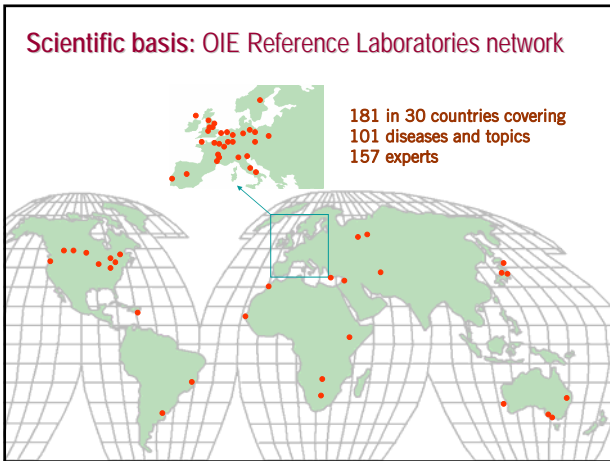 Scientific basis: OIE Reference Laboratories network
181 in 30 countries covering
101 diseases and topics
157 experts